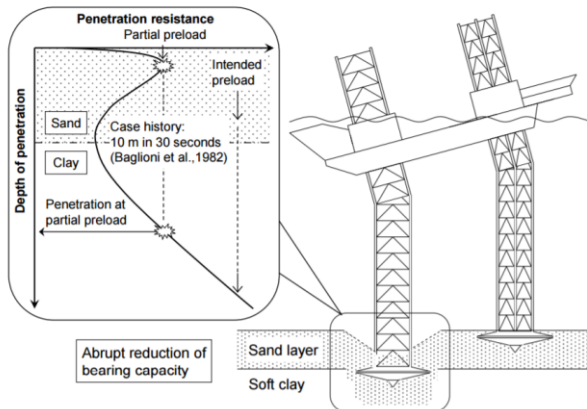 Penetration resistance
Partial preload
Intended
preload
Depth of penetration
Sand
Clay
Case history:
10 m in 30 seconds
(Baglioni et al.,1982)
Penetration at
partial preload
Abrupt reduction of
bearing capacity
Sand layer
Soft clay